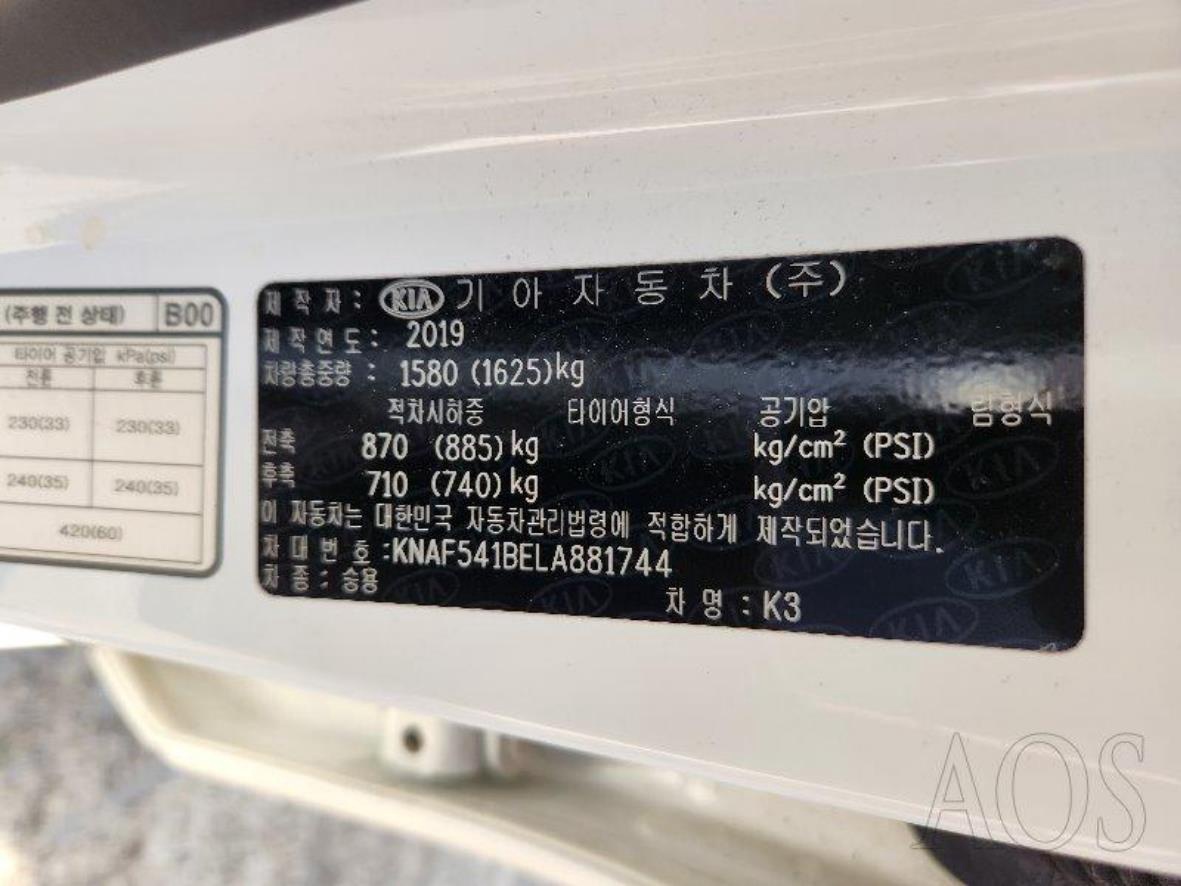 (주행 전 상태) B00
타이어 공기압 kPa(psi)
전륜 후륜
230(33) 230(33)
240(35) 240(35)
420(60)
제 작 자 : KIA 기 아 자 동 차 (주)
제 작 연 도 : 2019
차량총중량 : 1580 (1625)kg
적차시허중 타이어형식 공기압 림형식
전축 870 (885)kg kg/cm² (PSI)
후축 710 (740)kg kg/cm² (PSI)
이 자동차는 대한민국 자동차관리법령에 적합하게 제작되었습니다.
차 대 번 호 :KNAF541BELA881744
차 종 : 승용 차 명 : K3
AOS